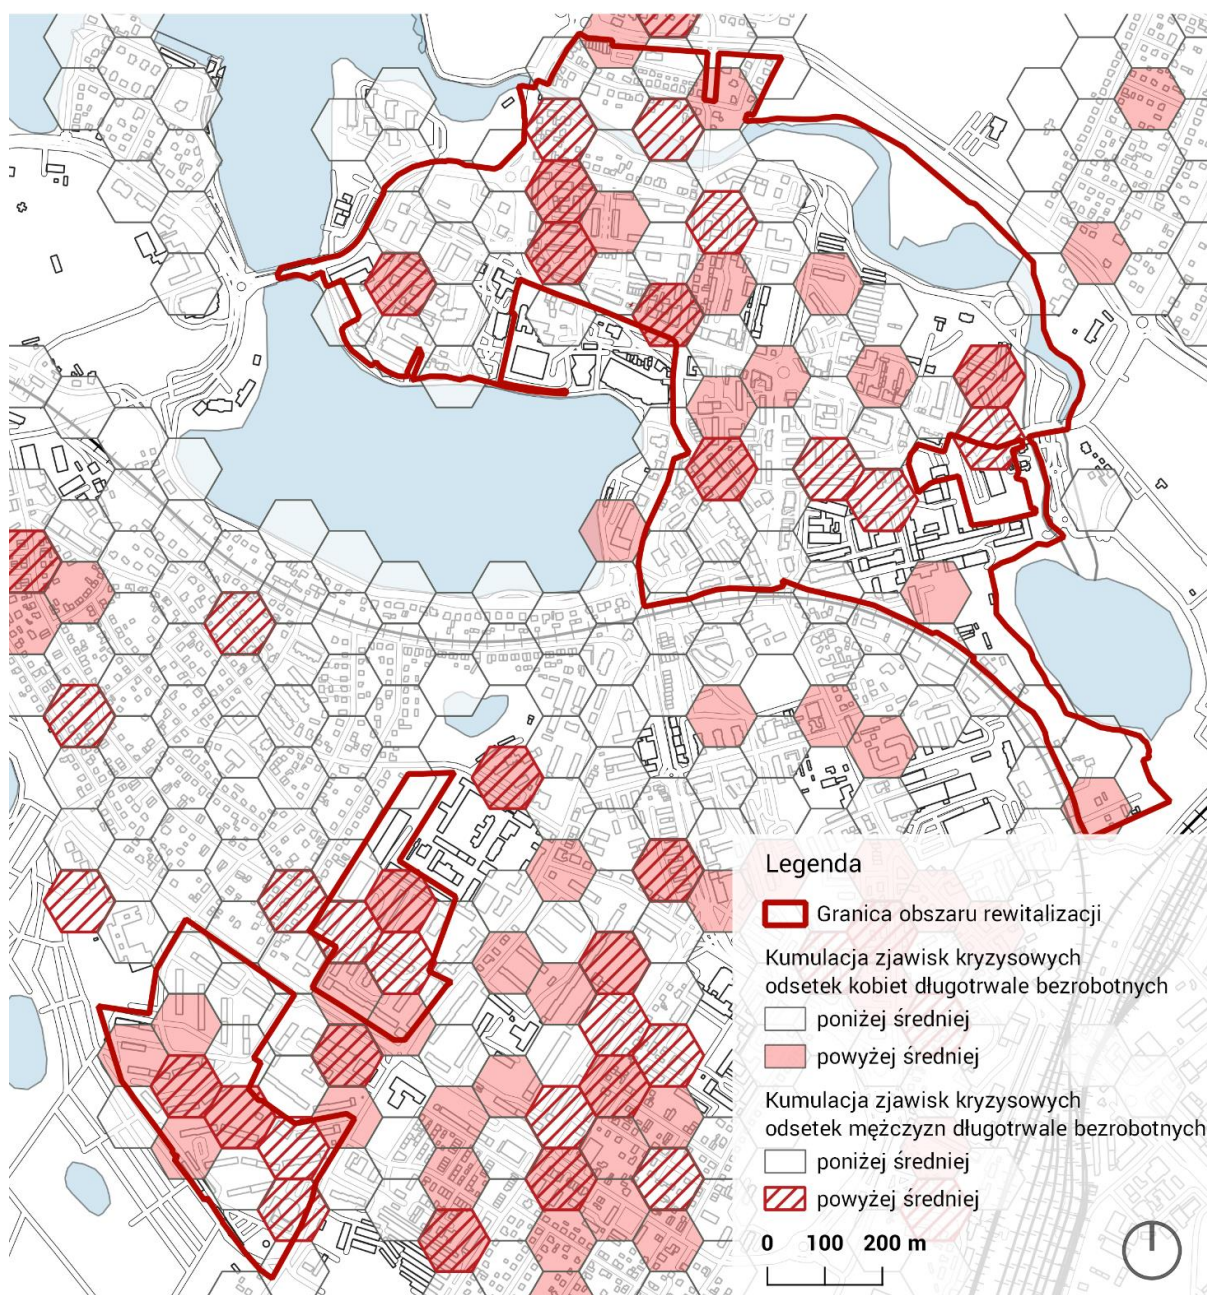 Legenda
Granica obszaru rewitalizacji
Kumulacja zjawisk kryzysowych
odsetek kobiet długotrwale bezrobotnych
poniżej średniej
powyżej średniej
Kumulacja zjawisk kryzysowych
odsetek mężczyzn długotrwale bezrobotnych
poniżej średniej
powyżej średniej
0 100 200 m